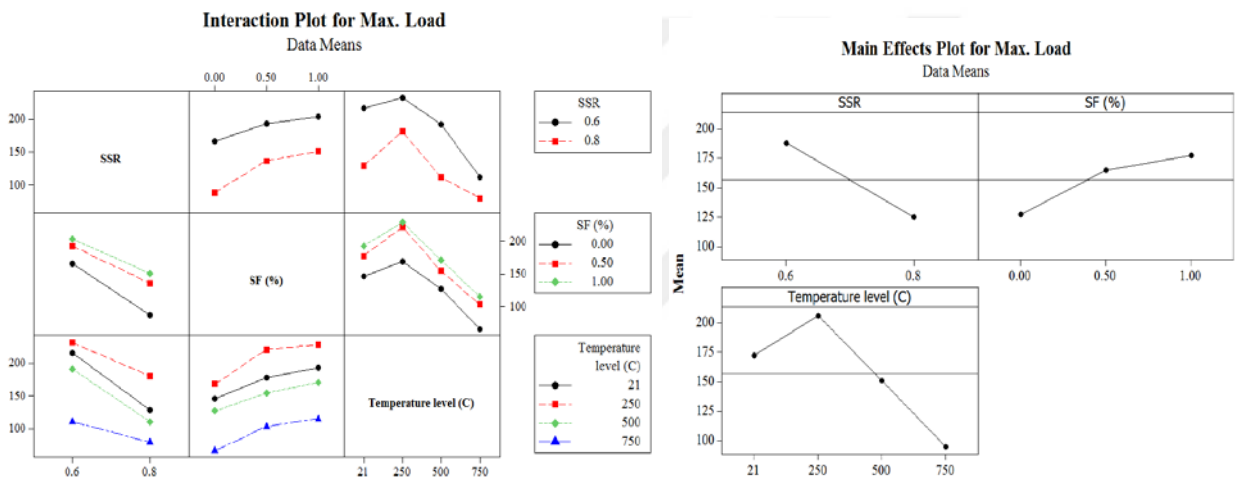 Interaction Plot for Max. Load
Data Means
0.00 0.50 1.00
200
150
100
SSR
SSR
0.6
0.8
SF (%)
200
150
100
SF (%)
0.00
0.50
1.00
200
150
100
Temperature level (C)
Temperature
level (C)
21
250
500
750
0.6 0.8
21 250 500 750
Main Effects Plot for Max. Load
Data Means
SSR SF (%)
200
175
150
125
100
0.6 0.8 0.00 0.50 1.00
Mean
Temperature level (C)
200
175
150
125
100
21 250 500 750